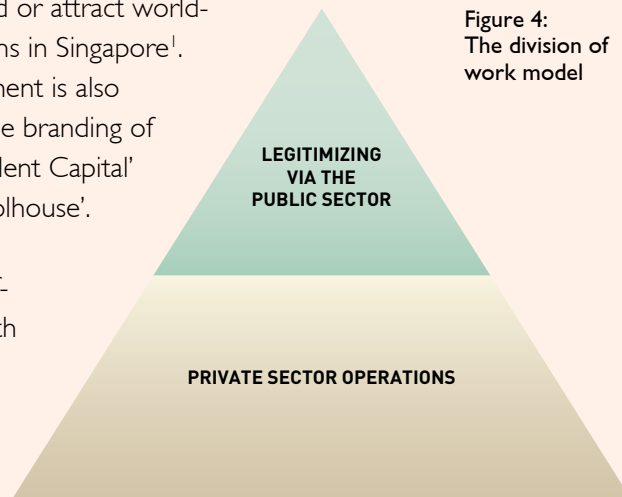 d or attract world-
ns in Singapore¹.
nent is also
e branding of
lent Capital'
olhouse'.
-
th
Figure 4:
The division of
work model
LEGITIMIZING
VIA THE
PUBLIC SECTOR
PRIVATE SECTOR OPERATIONS